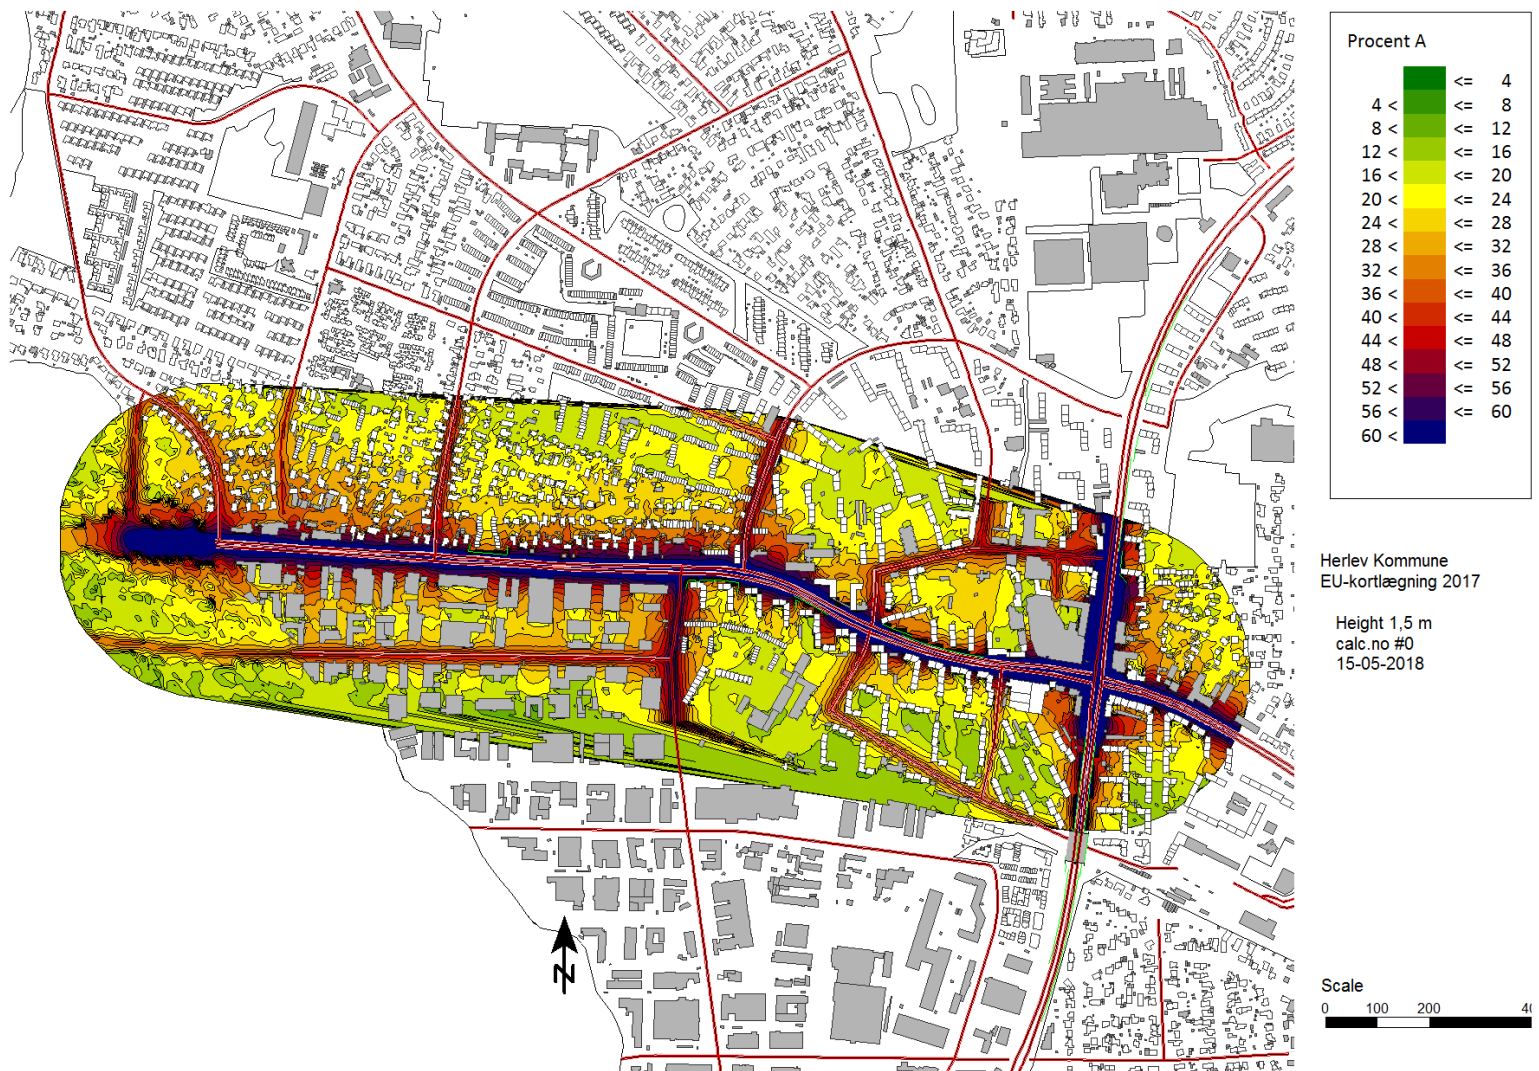 Procent A
<= 4
4 < <= 8
8 < <= 12
12 < <= 16
16 < <= 20
20 < <= 24
24 < <= 28
28 < <= 32
32 < <= 36
36 < <= 40
40 < <= 44
44 < <= 48
48 < <= 52
52 < <= 56
56 < <= 60
60 <
Herlev Kommune
EU-kortlægning 2017
Height 1,5 m
calc.no #0
15-05-2018
N
Scale
0 100 200 40